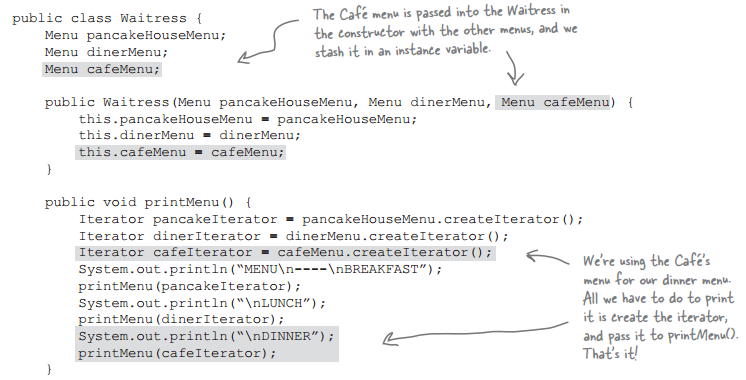 public class Waitress {
    Menu pancakeHouseMenu;
    Menu dinerMenu;
    Menu cafeMenu;
The Café menu is passed into the Waitress in
the constructor with the other menus, and we
stash it in an instance variable.
    public Waitress(Menu pancakeHouseMenu, Menu dinerMenu, Menu cafeMenu) {
        this.pancakeHouseMenu = pancakeHouseMenu;
        this.dinerMenu = dinerMenu;
        this.cafeMenu = cafeMenu;
    }
    public void printMenu() {
        Iterator pancakeIterator = pancakeHouseMenu.createIterator();
        Iterator dinerIterator = dinerMenu.createIterator();
        Iterator cafeIterator = cafeMenu.createIterator();
        System.out.println(“MENU\n----\nBREAKFAST”);
        printMenu(pancakeIterator);
        System.out.println(“\nLUNCH”);
        printMenu(dinerIterator);
        System.out.println(“\nDINNER”);
        printMenu(cafeIterator);
    }
We're using the Café's
menu for our dinner menu.
All we have to do to print
it is create the iterator,
and pass it to printMenu().
That's it!